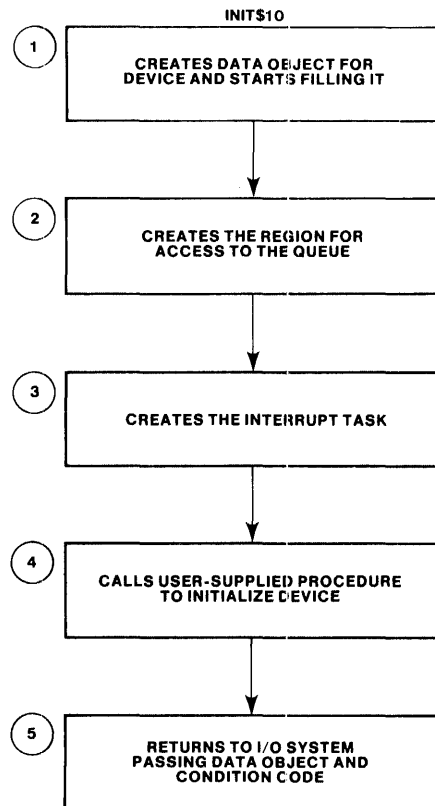 INIT$10
1
CREATES DATA OBJECT FOR
DEVICE AND STARTS FILLING IT
2
CREATES THE REGION FOR
ACCESS TO THE QUEUE
3
CREATES THE INTERRUPT TASK
4
CALLS USER-SUPPLIED PROCEDURE
TO INITIALIZE DEVICE
5
RETURNS TO I/O SYSTEM
PASSING DATA OBJECT AND
CONDITION CODE